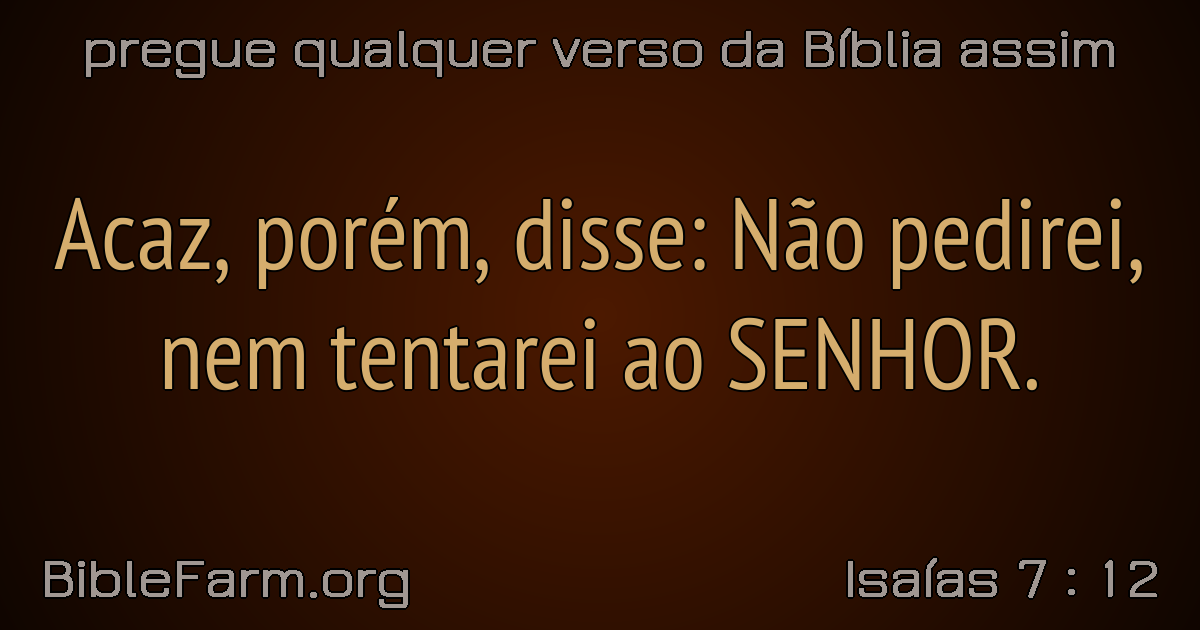 pregue qualquer verso da Bíblia assim
Acaz, porém, disse: Não pedirei,
nem tentarei ao SENHOR.
BibleFarm.org
Isaías 7 : 12